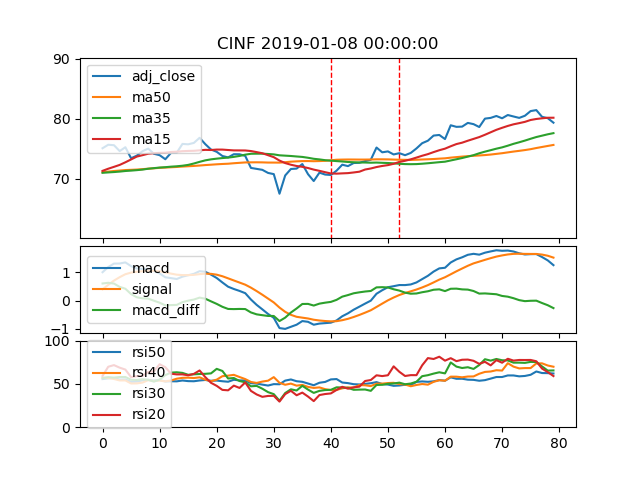 CINF 2019-01-08 00:00:00
90
80
70
adj_close
ma50
ma35
ma15
1
0
−1
macd
signal
macd_diff
100
50
0
rsi50
rsi40
rsi30
rsi20
0 10 20 30 40 50 60 70 80